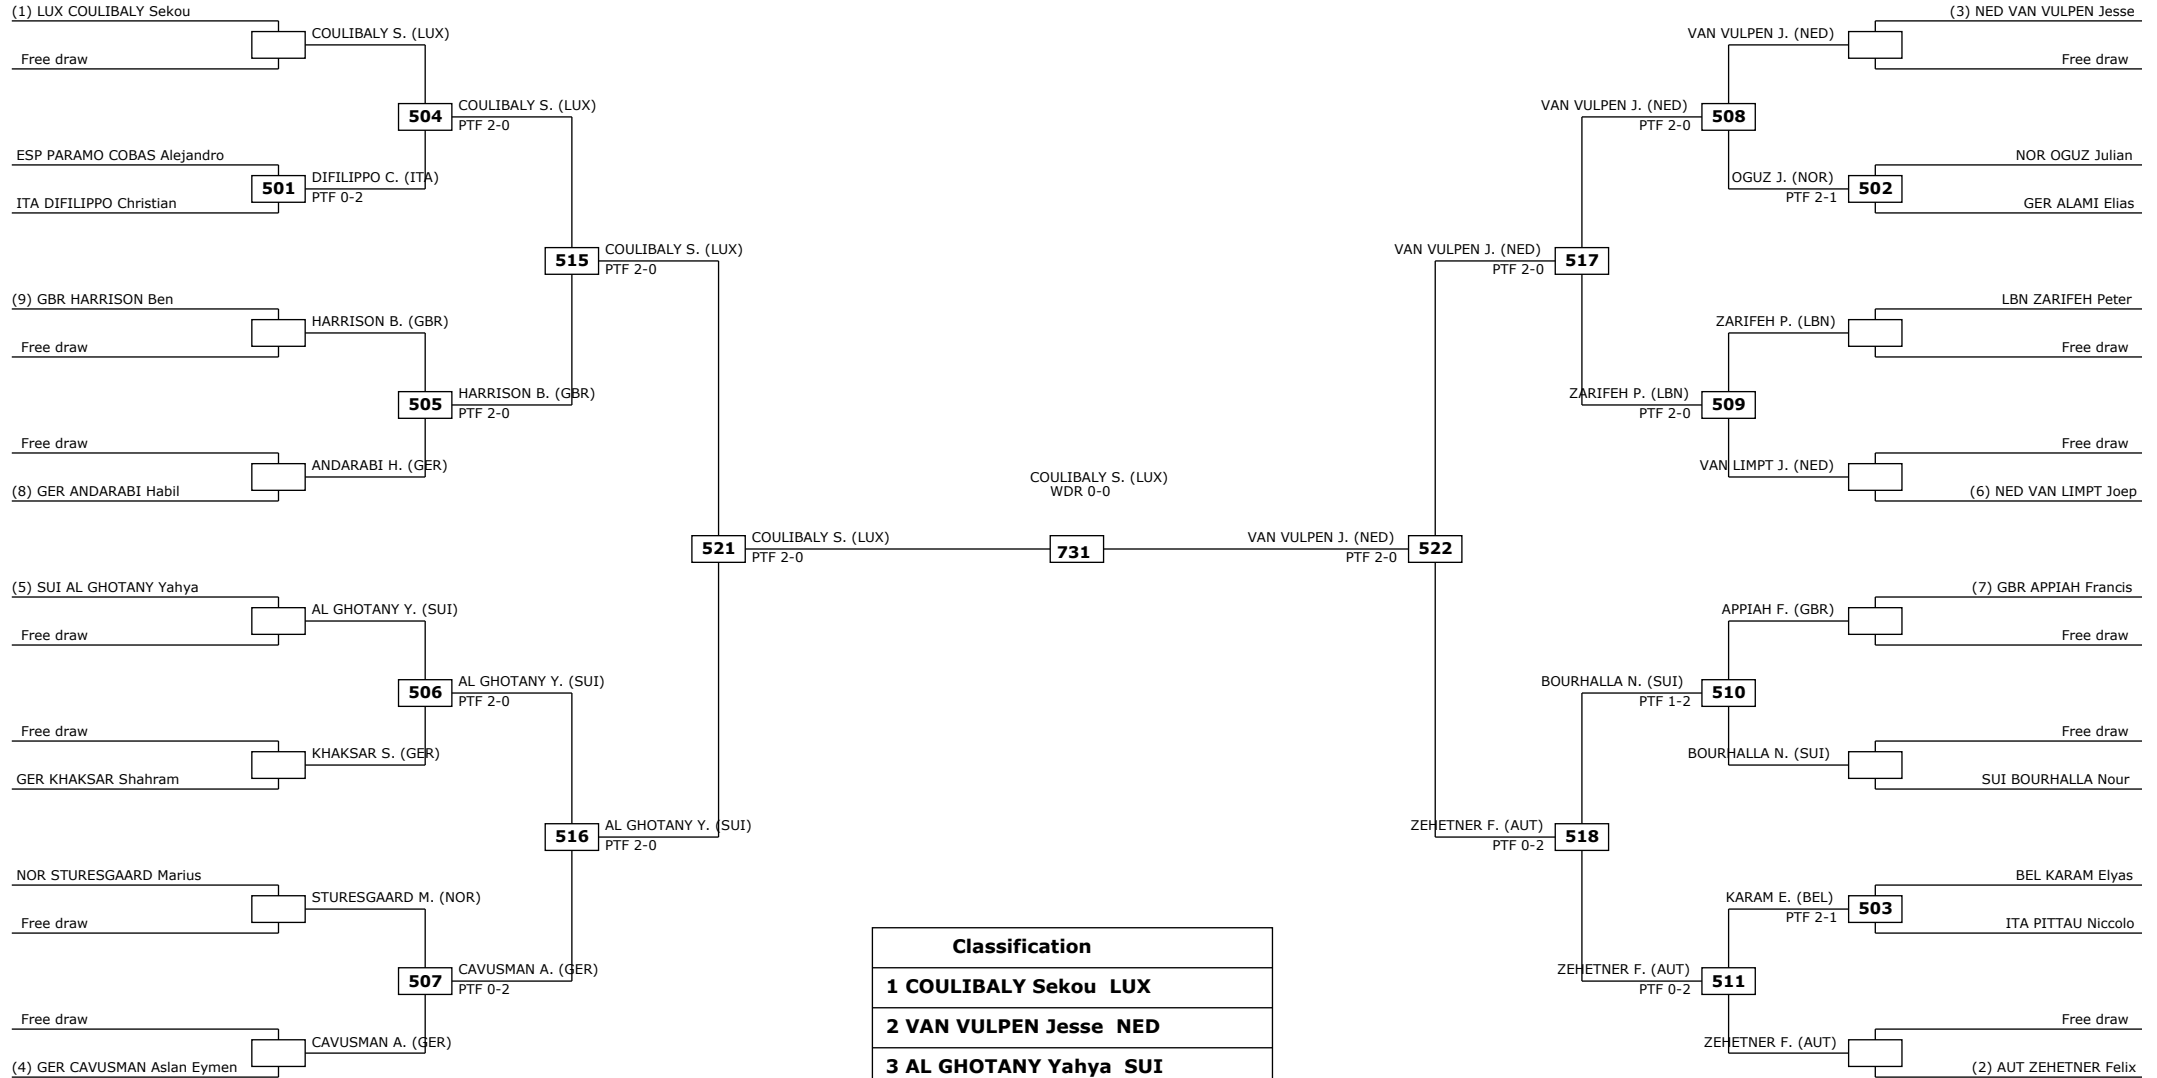 (1) LUX COULIBALY Sekou
COULIBALY S. (LUX)
Free draw
504
COULIBALY S. (LUX)
PTF 2-0
ESP PARAMO COBAS Alejandro
501
DIFILIPPO C. (ITA)
PTF 0-2
ITA DIFILIPPO Christian
515
COULIBALY S. (LUX)
PTF 2-0
(9) GBR HARRISON Ben
HARRISON B. (GBR)
Free draw
505
HARRISON B. (GBR)
PTF 2-0
Free draw
ANDARABI H. (GER)
(8) GER ANDARABI Habil
521
COULIBALY S. (LUX)
PTF 2-0
(5) SUI AL GHOTANY Yahya
AL GHOTANY Y. (SUI)
Free draw
506
AL GHOTANY Y. (SUI)
PTF 2-0
Free draw
KHAKSAR S. (GER)
GER KHAKSAR Shahram
516
AL GHOTANY Y. (SUI)
PTF 2-0
NOR STURESGAARD Marius
STURESGAARD M. (NOR)
Free draw
507
CAVUSMAN A. (GER)
PTF 0-2
Free draw
CAVUSMAN A. (GER)
(4) GER CAVUSMAN Aslan Eymen
COULIBALY S. (LUX)
WDR 0-0
731
(3) NED VAN VULPEN Jesse
VAN VULPEN J. (NED)
Free draw
VAN VULPEN J. (NED)
PTF 2-0
508
NOR OGUZ Julian
OGUZ J. (NOR)
PTF 2-1
502
GER ALAMI Elias
VAN VULPEN J. (NED)
PTF 2-0
517
LBN ZARIFEH Peter
ZARIFEH P. (LBN)
Free draw
ZARIFEH P. (LBN)
PTF 2-0
509
Free draw
VAN LIMPT J. (NED)
(6) NED VAN LIMPT Joep
VAN VULPEN J. (NED)
PTF 2-0
522
(7) GBR APPIAH Francis
APPIAH F. (GBR)
Free draw
BOURHALLA N. (SUI)
PTF 1-2
510
Free draw
BOURHALLA N. (SUI)
SUI BOURHALLA Nour
ZEHETNER F. (AUT)
PTF 0-2
518
BEL KARAM Elyas
KARAM E. (BEL)
PTF 2-1
503
ITA PITTAU Niccolo
ZEHETNER F. (AUT)
PTF 0-2
511
Free draw
ZEHETNER F. (AUT)
(2) AUT ZEHETNER Felix
Classification
1 COULIBALY Sekou LUX
2 VAN VULPEN Jesse NED
3 AL GHOTANY Yahya SUI